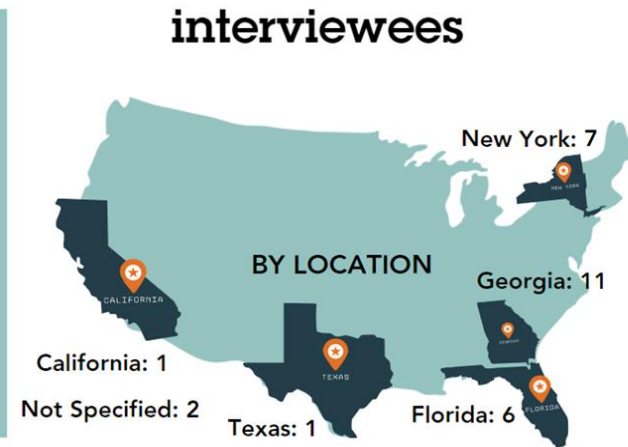 interviewees
New York: 7
NEW YORK
BY LOCATION
Georgia: 11
CALIFORNIA
GEORGIA
TEXAS
California: 1
FLORIDA
Not Specified: 2
Texas: 1
Florida: 6